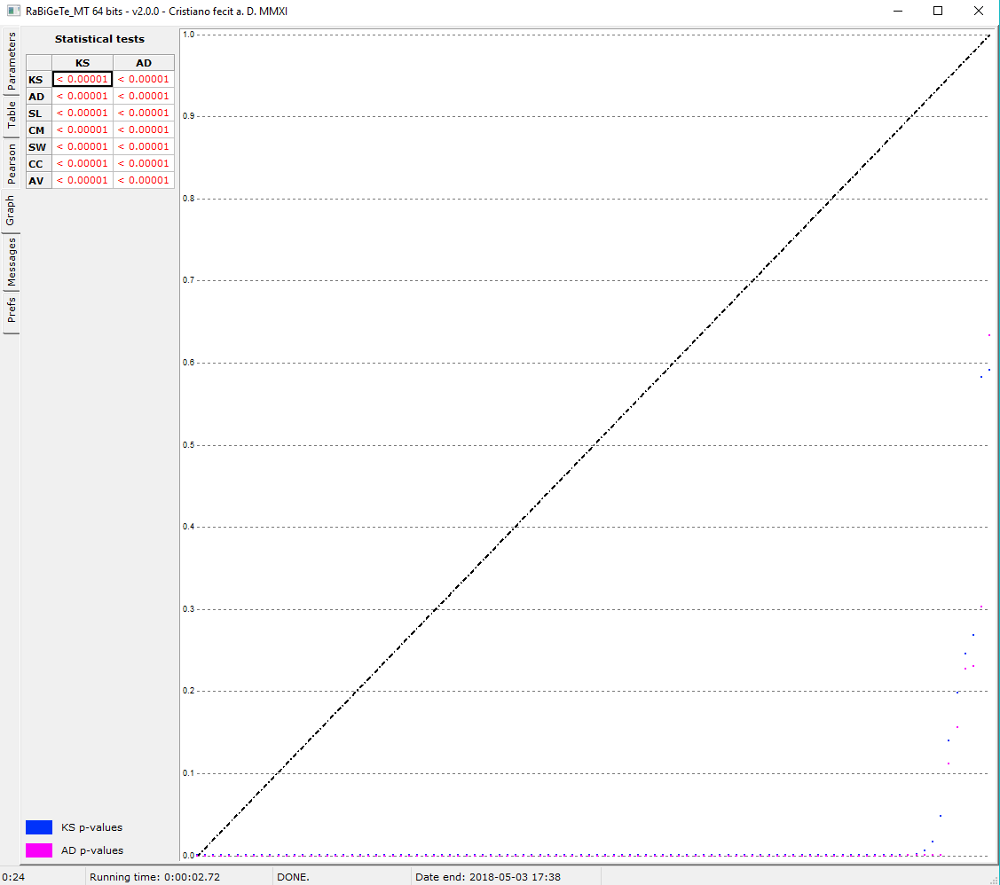 RaBiGeTe_MT 64 bits - v2.0.0 - Cristiano fecit a. D. MMXI
Parameters
Table
Pearson
Graph
Messages
Prefs
Statistical tests
KS AD
KS < 0.00001 < 0.00001
AD < 0.00001 < 0.00001
SL < 0.00001 < 0.00001
CM < 0.00001 < 0.00001
SW < 0.00001 < 0.00001
CC < 0.00001 < 0.00001
AV < 0.00001 < 0.00001
1.0
0.9
0.8
0.7
0.6
0.5
0.4
0.3
0.2
0.1
0.0
KS p-values
AD p-values
0:24 Running time: 0:00:02.72 DONE. Date end: 2018-05-03 17:38